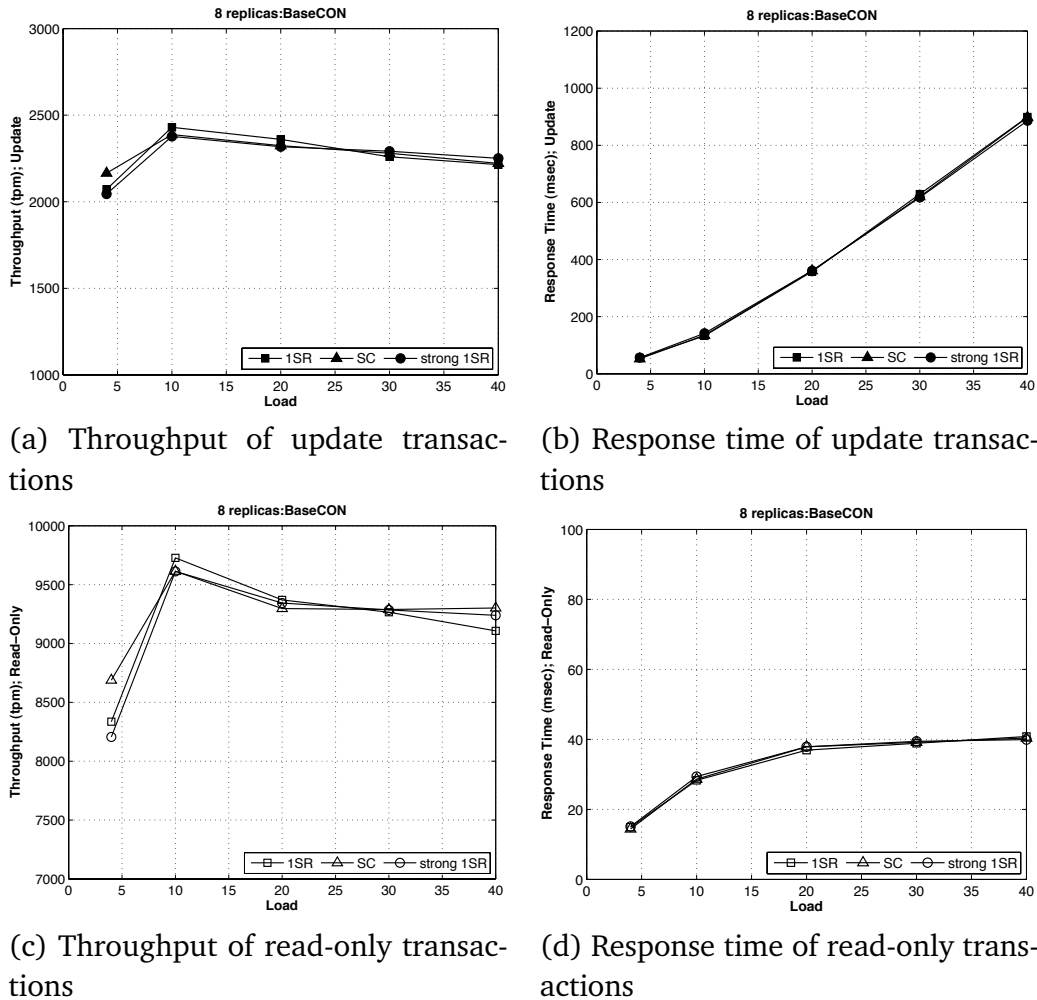 8 replicas:BaseCON
3000
2500
2000
1500
1000
Throughput (tpm); Update
0 5 10 15 20 25 30 35 40
Load
1SR SC strong 1SR
(a) Throughput of update transac-
tions
8 replicas:BaseCON
1200
1000
800
600
400
200
0
Response Time (msec); Update
0 5 10 15 20 25 30 35 40
Load
1SR SC strong 1SR
(b) Response time of update transac-
tions
8 replicas:BaseCON
10000
9500
9000
8500
8000
7500
7000
Throughput (tpm); Read−Only
0 5 10 15 20 25 30 35 40
Load
1SR SC strong 1SR
(c) Throughput of read-only transac-
tions
8 replicas:BaseCON
100
80
60
40
20
0
Response Time (msec); Read−Only
0 5 10 15 20 25 30 35 40
Load
1SR SC strong 1SR
(d) Response time of read-only trans-
actions